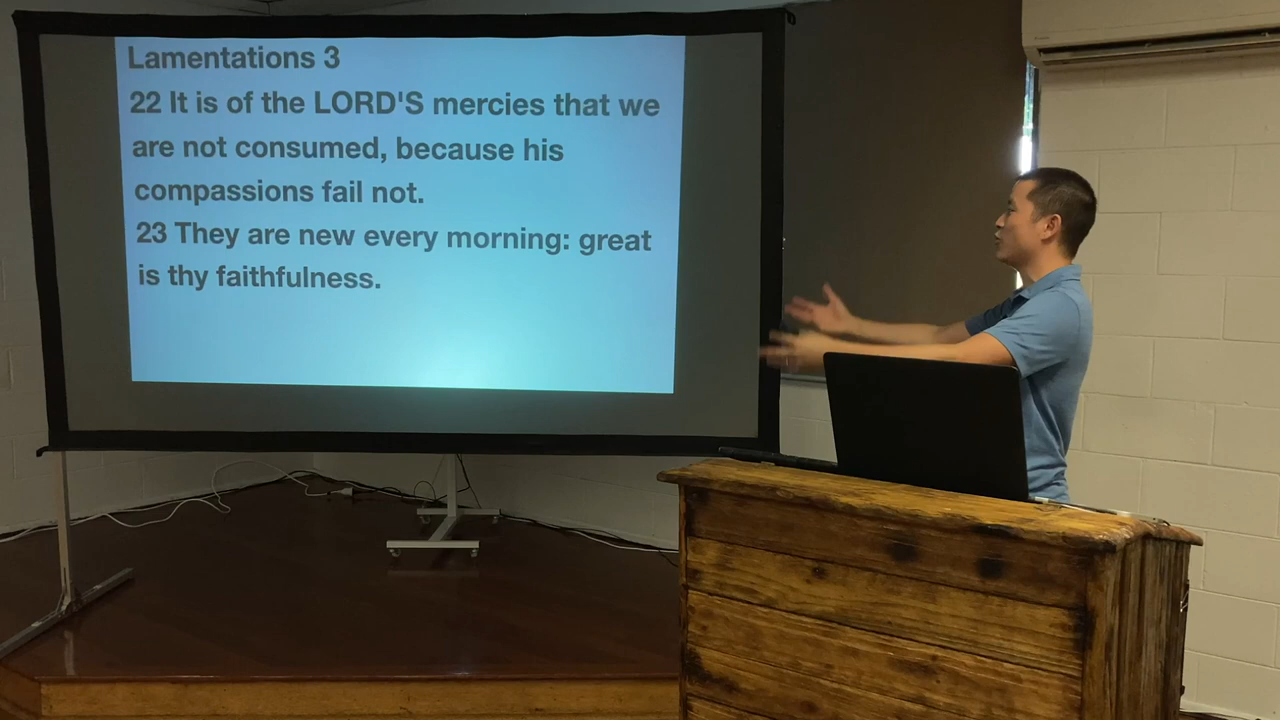 Lamentations 3
22 It is of the LORD'S mercies that we
are not consumed, because his
compassions fail not.
23 They are new every morning: great
is thy faithfulness.